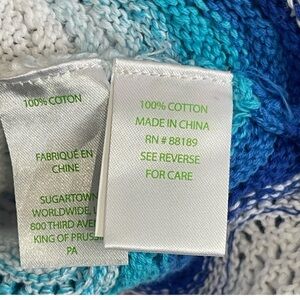 100% COTON
FABRIQUÉ EN
CHINE
SUGARTOWN
WORLDWIDE,
800 THIRD
KING OF
PA
100% COTTON
MADE IN CHINA
RN # 88189
SEE REVERSE
FOR CARE